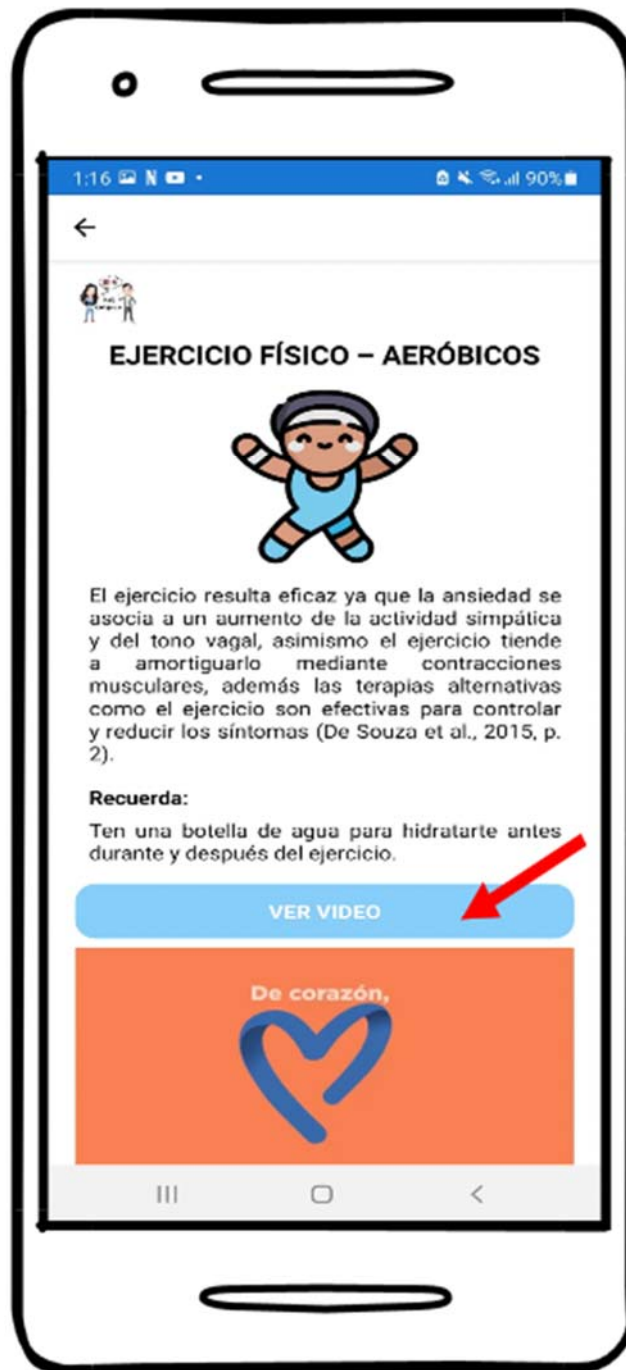 1:16
90%
EJERCICIO FÍSICO – AERÓBICOS
El ejercicio resulta eficaz ya que la ansiedad se
asocia a un aumento de la actividad simpática
y del tono vagal, asimismo el ejercicio tiende
a amortiguarlo mediante contracciones
musculares, además las terapias alternativas
como el ejercicio son efectivas para controlar
y reducir los síntomas (De Souza et al., 2015, p.
2).
Recuerda:
Ten una botella de agua para hidratarte antes
durante y después del ejercicio.
VER VIDEO
De corazón,